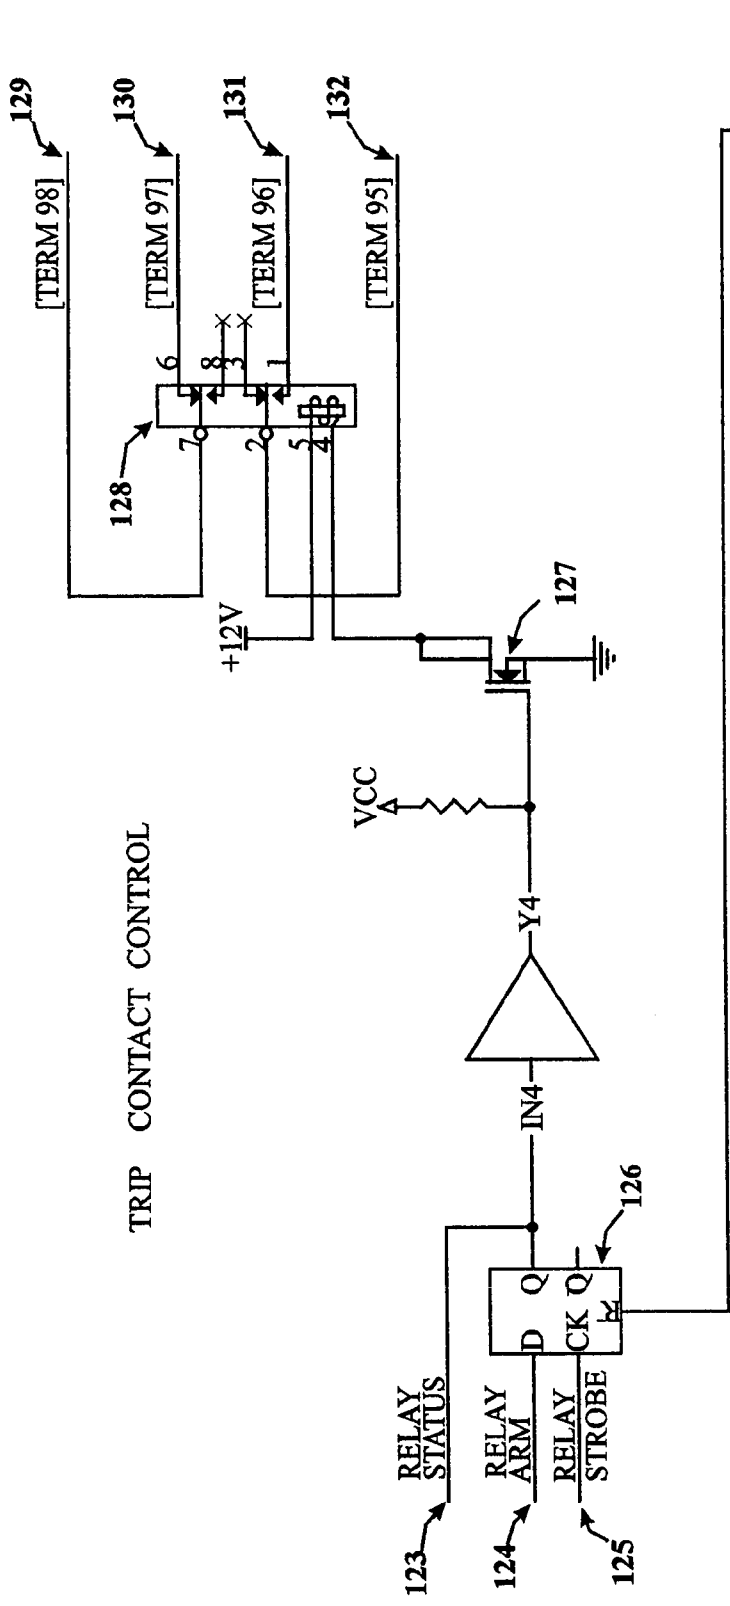 TRIP CONTACT CONTROL
129
[TERM 98]
130
[TERM 97]
131
[TERM 96]
132
[TERM 95]
128
6
8
3
1
7
2
5
4
+12V
127
VCC
Y4
IN4
126
123
RELAY
STATUS
124
RELAY
ARM
125
RELAY
STROBE
D Q
CK Q
R